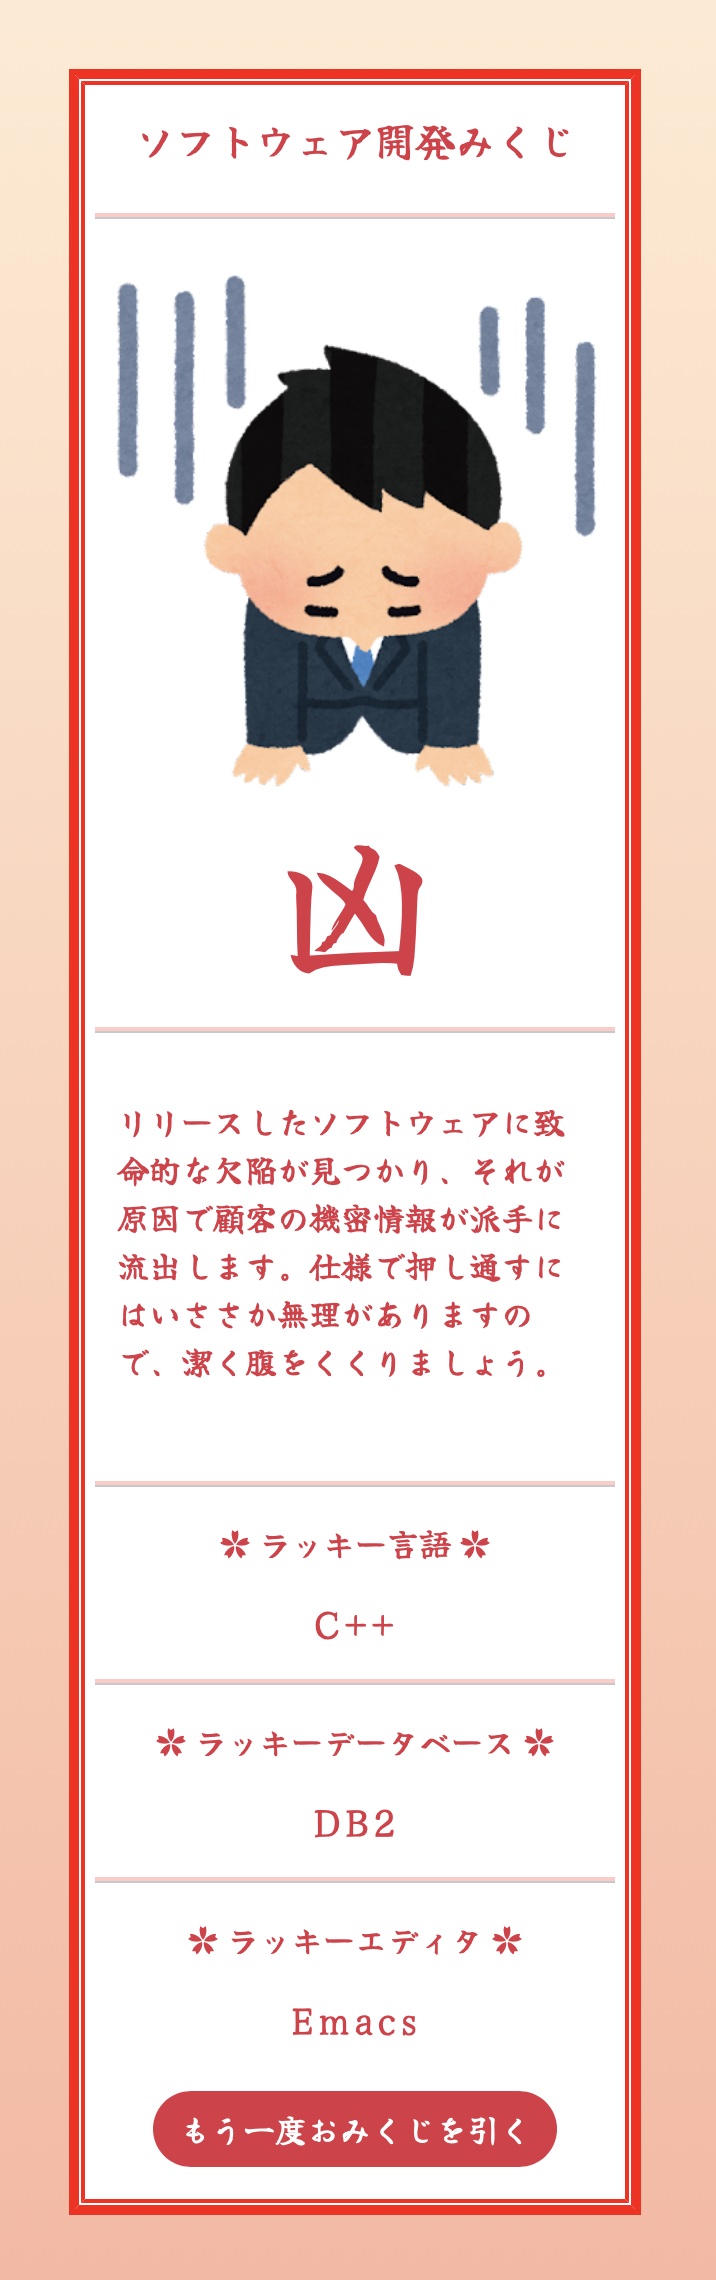 ソフトウェア開発みくじ
凶
リリースしたソフトウェアに致
命的な欠陥が見つかり、それが
原因で顧客の機密情報が派手に
流出します。仕様で押し通すに
はいささか無理がありますの
で、潔く腹をくくりましょう。
ラッキー言語
C++
ラッキーデータベース
DB2
ラッキーエディタ
Emacs
もう一度おみくじを引く